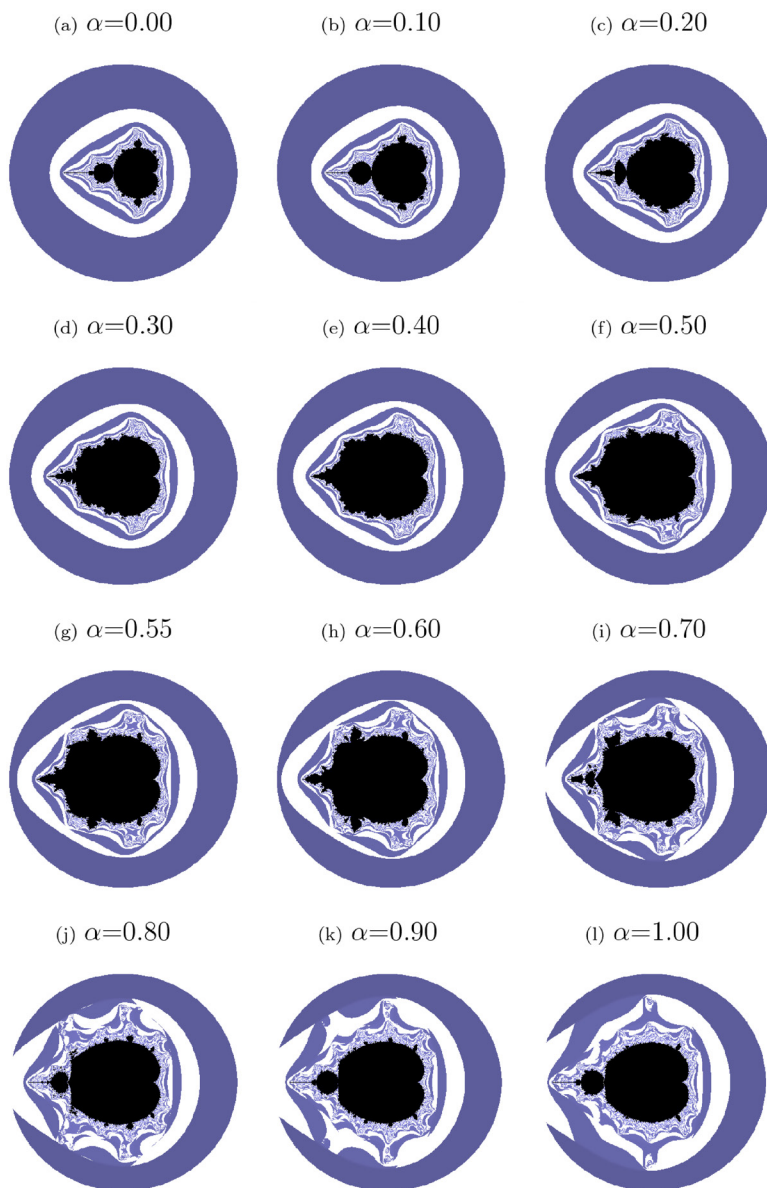 (a) α=0.00
(b) α=0.10
(c) α=0.20
(d) α=0.30
(e) α=0.40
(f) α=0.50
(g) α=0.55
(h) α=0.60
(i) α=0.70
(j) α=0.80
(k) α=0.90
(l) α=1.00